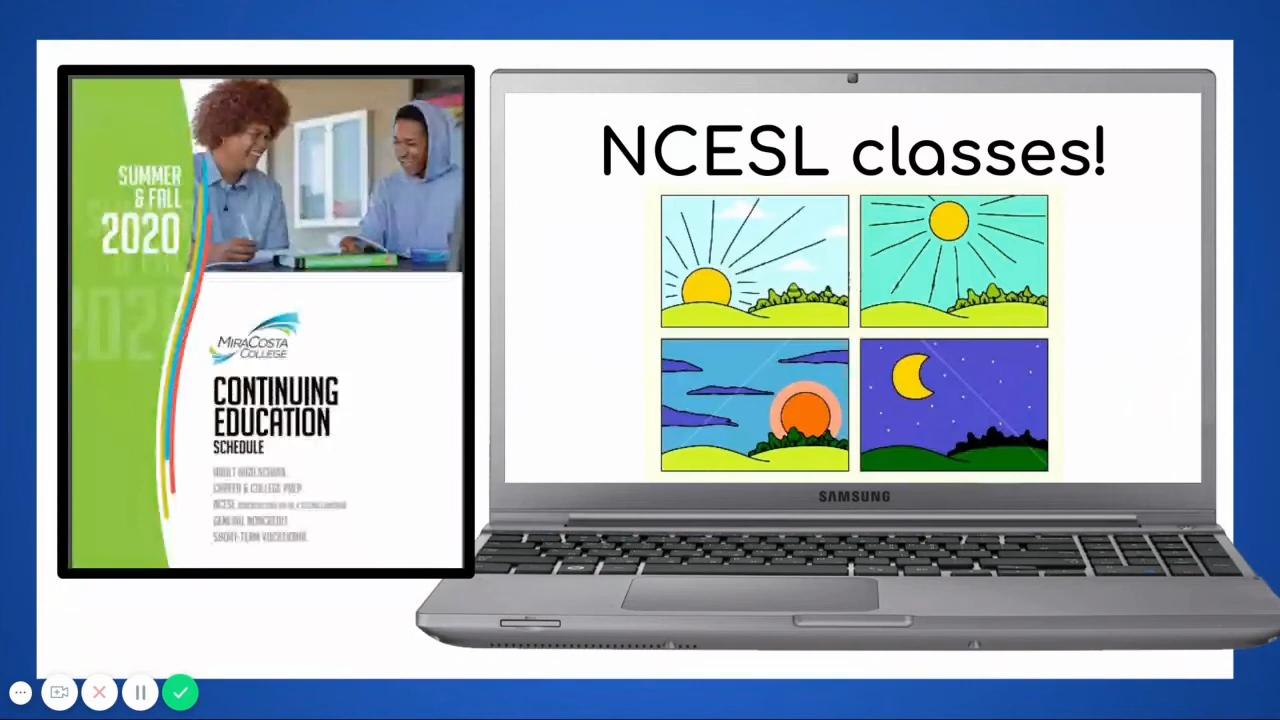 SUMMER
& FALL
2020
MIRACOSTA
COLLEGE
CONTINUING
EDUCATION
SCHEDULE
ADULT HIGH SCHOOL
CAREER & COLLEGE PREP
NCESL
GENERAL NONCREDIT
SHORT-TERM VOCATIONAL
NCESL classes!
SAMSUNG